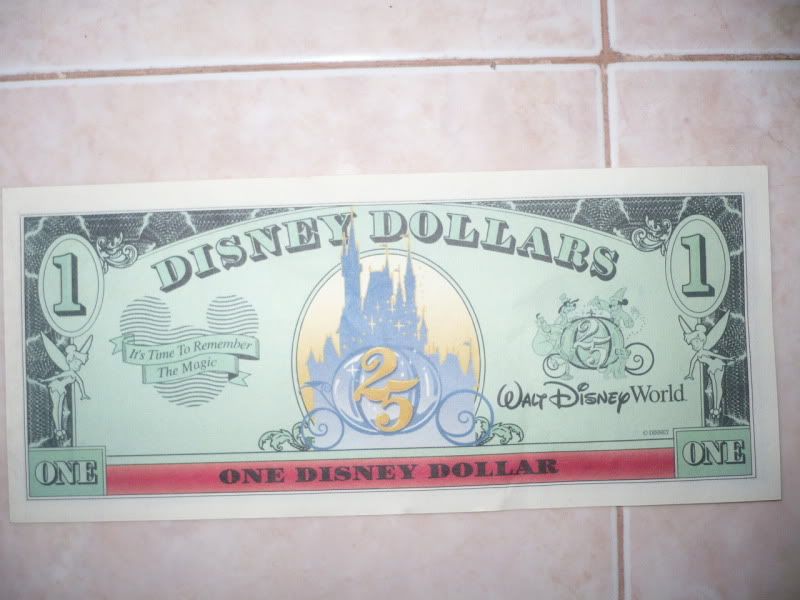 DISNEY DOLLARS
1
1
It's Time To Remember
The Magic
25
25
WALT DISNEY World
© DISNEY
ONE
ONE DISNEY DOLLAR
ONE